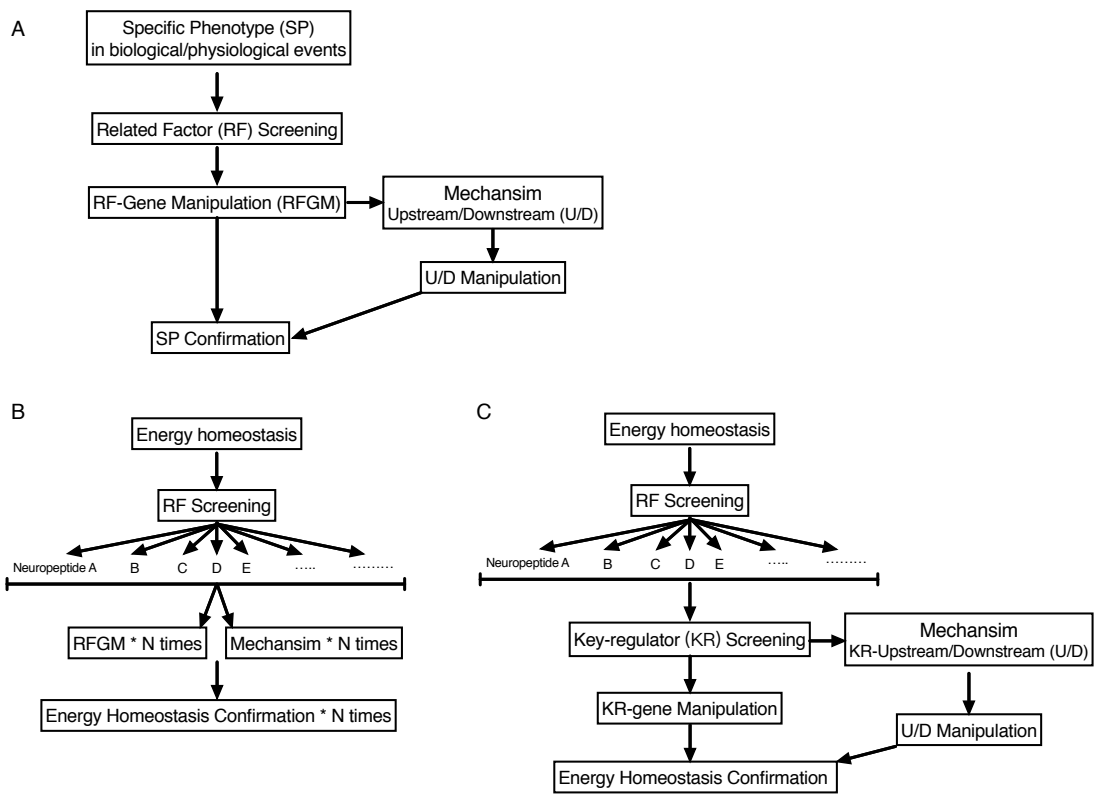 A
Specific Phenotype (SP)
in biological/physiological events
Related Factor (RF) Screening
RF-Gene Manipulation (RFGM)
Mechansim
Upstream/Downstream (U/D)
U/D Manipulation
SP Confirmation
B
Energy homeostasis
RF Screening
Neuropeptide A B C D E ..... .........
RFGM * N times
Mechansim * N times
Energy Homeostasis Confirmation * N times
C
Energy homeostasis
RF Screening
Neuropeptide A B C D E ..... .........
Key-regulator (KR) Screening
Mechansim
KR-Upstream/Downstream (U/D)
KR-gene Manipulation
U/D Manipulation
Energy Homeostasis Confirmation